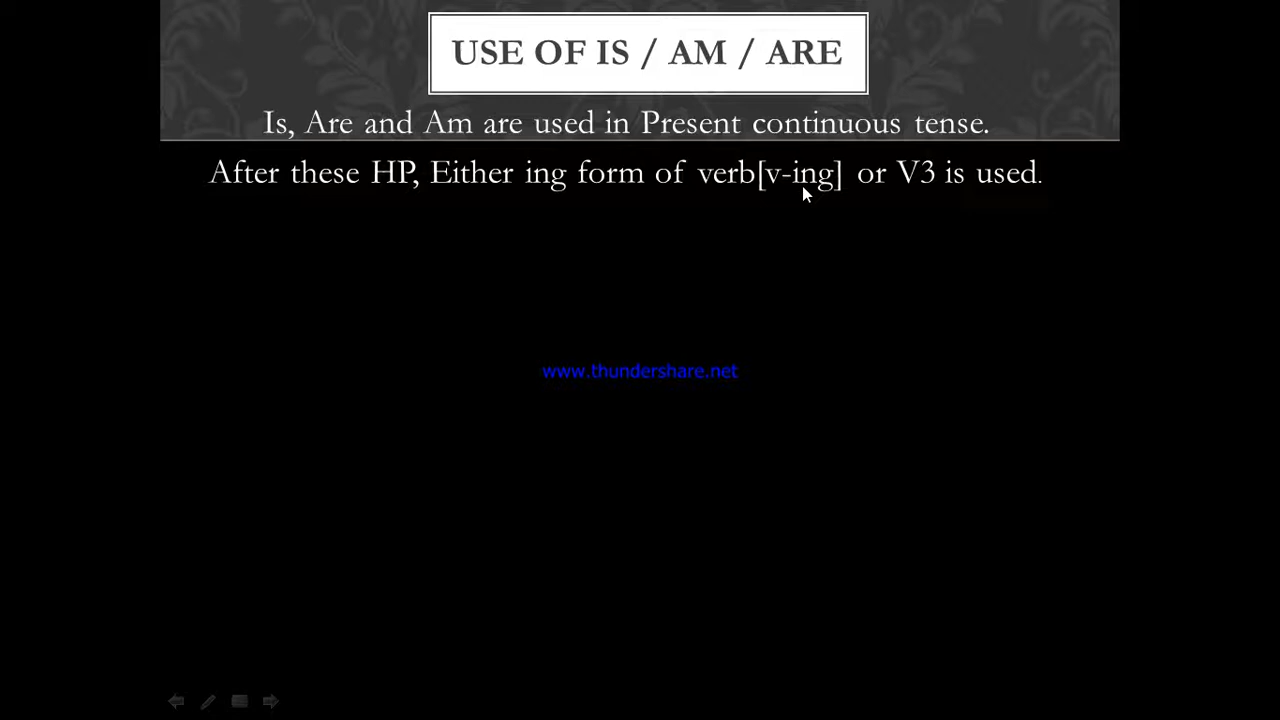 USE OF IS / AM / ARE
Is, Are and Am are used in Present continuous tense.
After these HP, Either ing form of verb[v-ing] or V3 is used.
www.thundershare.net